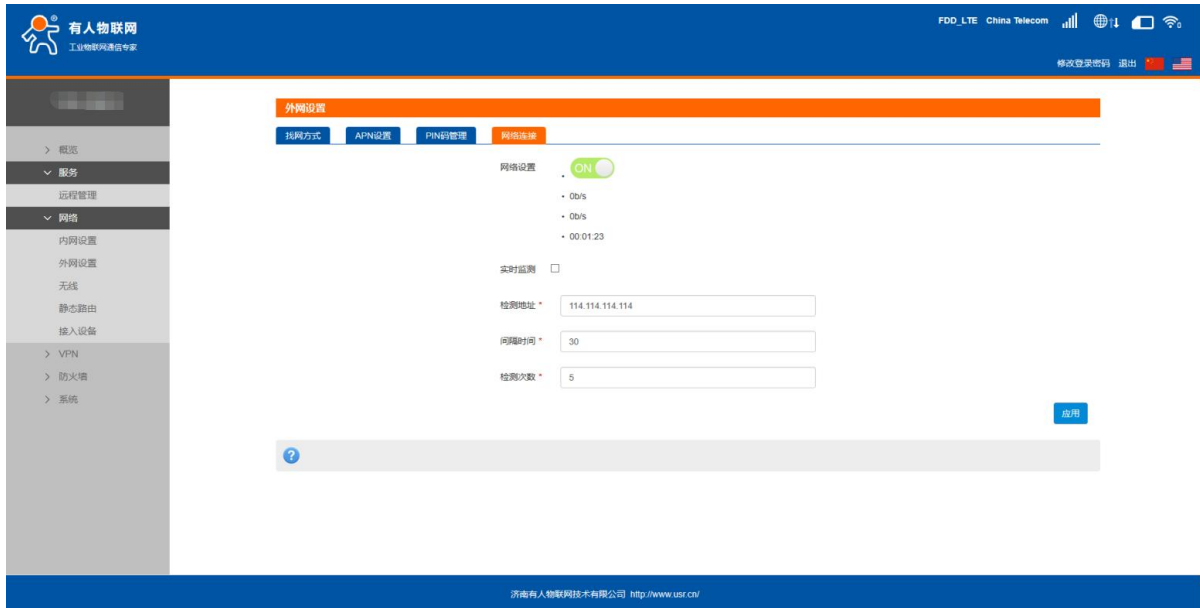 有人物联网
工业物联网通信专家
FDD_LTE China Telecom
修改登录密码 退出
概览
服务
远程管理
网络
内网设置
外网设置
无线
静态路由
接入设备
VPN
防火墙
系统
外网设置
找网方式 APN设置 PIN码管理 网络连接
网络设置 ON
0b/s
0b/s
00:01:23
实时监测
检测地址 * 114.114.114.114
间隔时间 * 30
检测次数 * 5
应用
济南有人物联网技术有限公司 http://www.usr.cn/